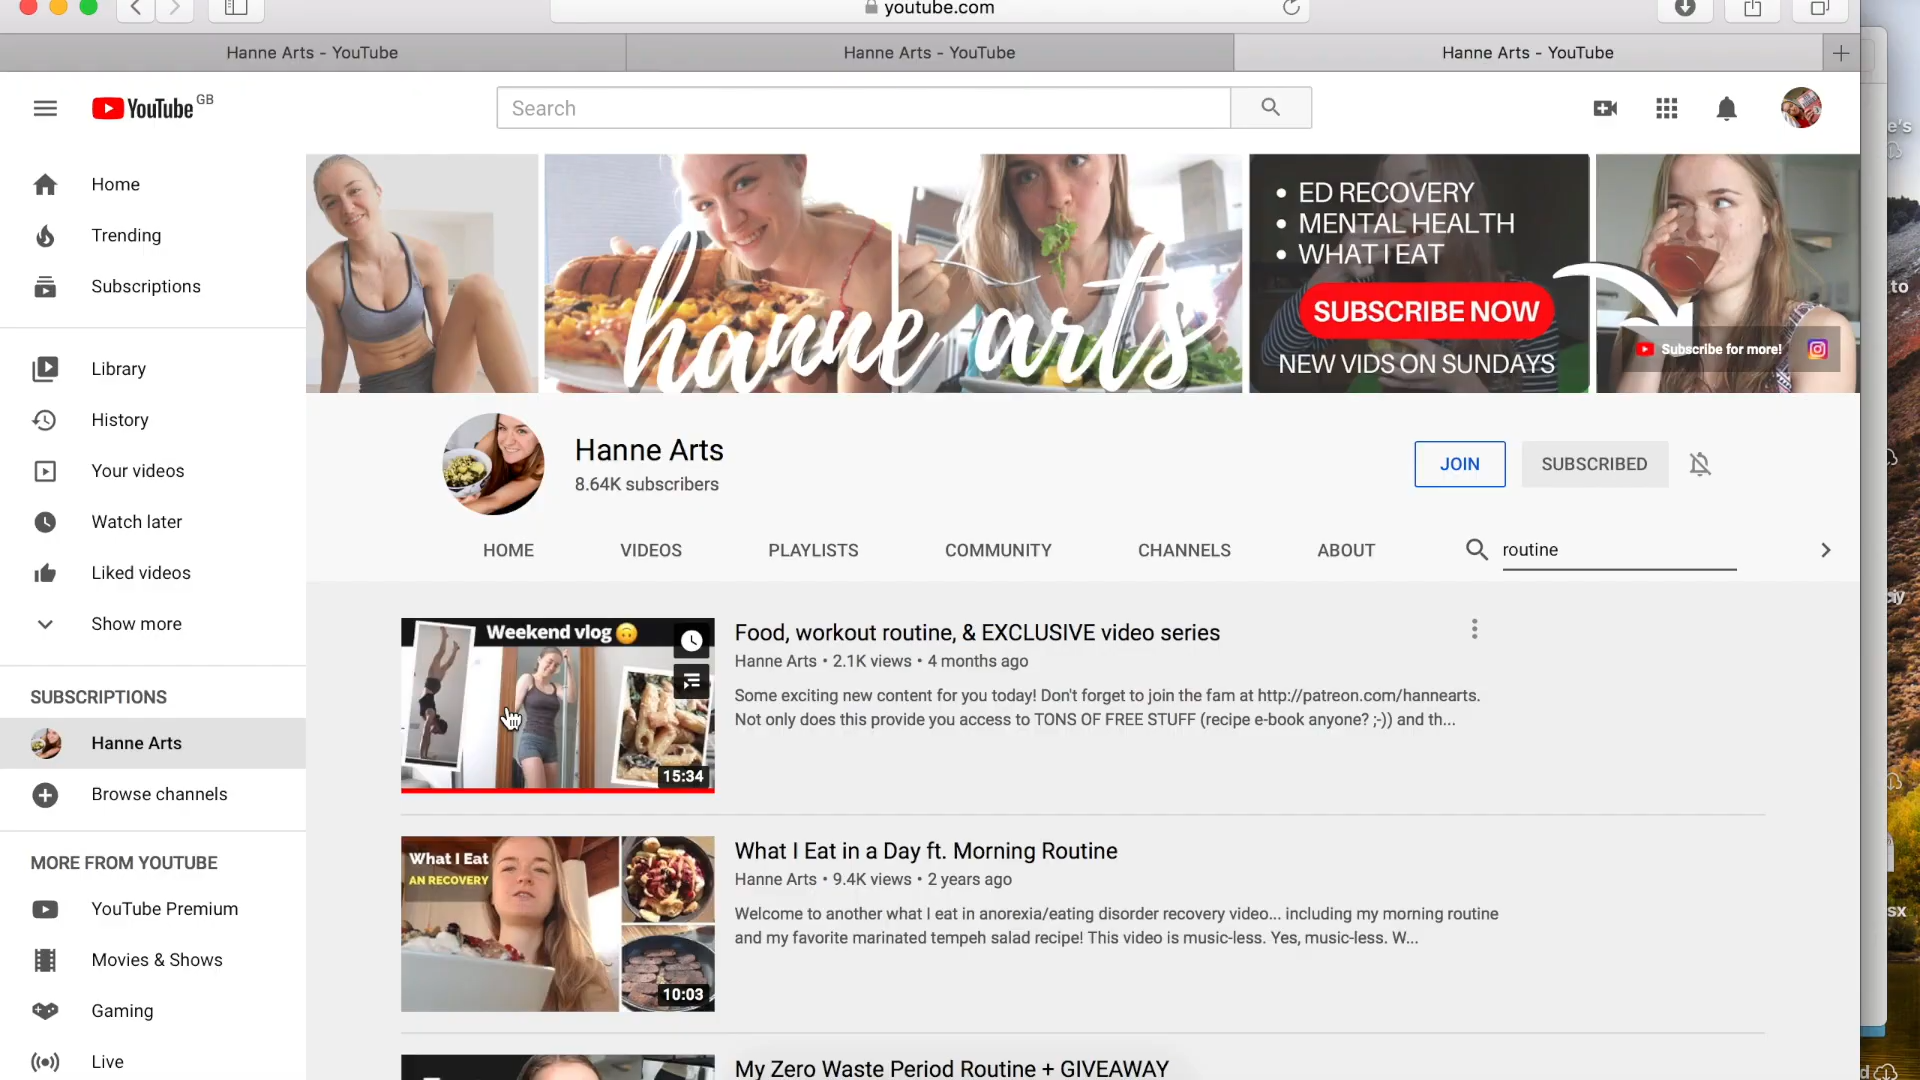 youtube.com
Hanne Arts - YouTube
Hanne Arts - YouTube
Hanne Arts - YouTube
YouTube GB
Search
Home
Trending
Subscriptions
Library
History
Your videos
Watch later
Liked videos
Show more
SUBSCRIPTIONS
Hanne Arts
Browse channels
MORE FROM YOUTUBE
YouTube Premium
Movies & Shows
Gaming
Live
hanne arts
• ED RECOVERY
• MENTAL HEALTH
• WHAT I EAT
SUBSCRIBE NOW
NEW VIDS ON SUNDAYS
Subscribe for more!
Hanne Arts
8.64K subscribers
JOIN
SUBSCRIBED
HOME
VIDEOS
PLAYLISTS
COMMUNITY
CHANNELS
ABOUT
routine
Weekend vlog
15:34
Food, workout routine, & EXCLUSIVE video series
Hanne Arts • 2.1K views • 4 months ago
Some exciting new content for you today! Don't forget to join the fam at http://patreon.com/hannearts.
Not only does this provide you access to TONS OF FREE STUFF (recipe e-book anyone? ;-)) and th...
What I Eat
AN RECOVERY
10:03
What I Eat in a Day ft. Morning Routine
Hanne Arts • 9.4K views • 2 years ago
Welcome to another what I eat in anorexia/eating disorder recovery video... including my morning routine
and my favorite marinated tempeh salad recipe! This video is music-less. Yes, music-less. W...
My Zero Waste Period Routine + GIVEAWAY
e's
to
sx